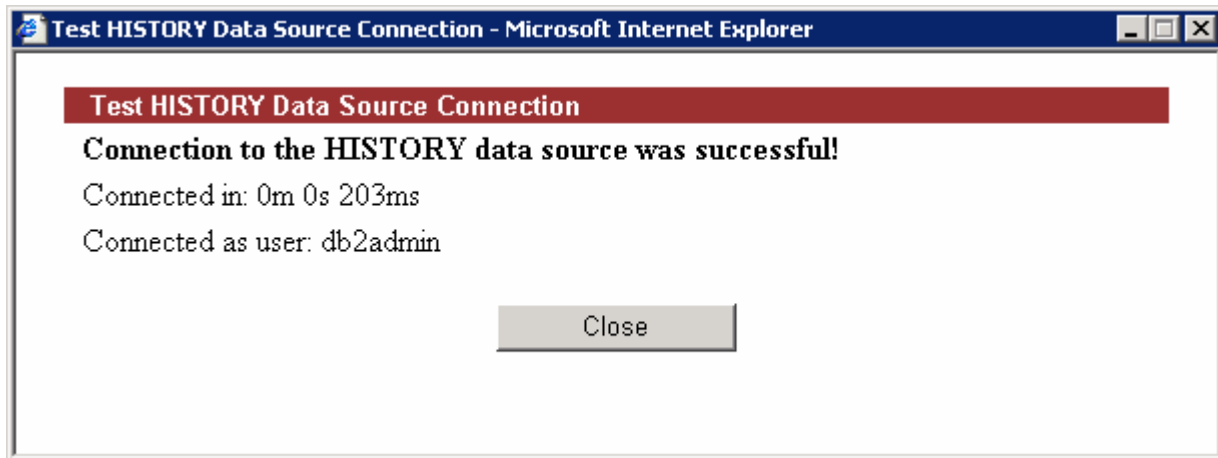 Test HISTORY Data Source Connection - Microsoft Internet Explorer
Test HISTORY Data Source Connection
Connection to the HISTORY data source was successful!
Connected in: 0m 0s 203ms
Connected as user: db2admin
Close